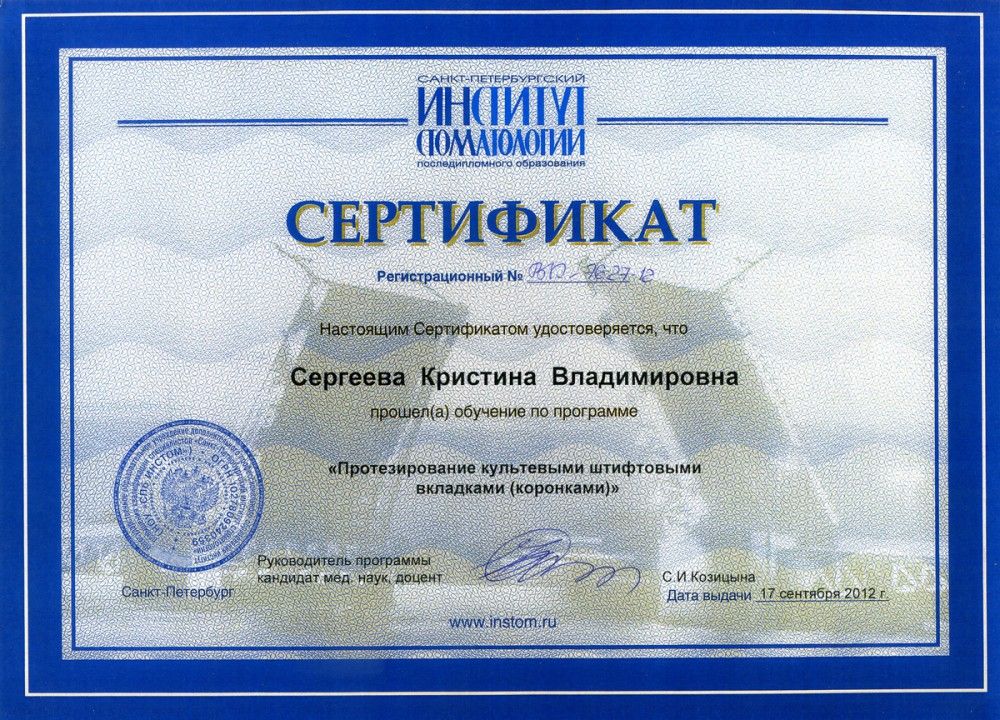 САНКТ-ПЕТЕРБУРГСКИЙ
ИНСТИТУТ
СТОМАТОЛОГИИ
последипломного образования
СЕРТИФИКАТ
Регистрационный №
Настоящим Сертификатом удостоверяется, что
Сергеева Кристина Владимировна
прошел(а) обучение по программе
«Протезирование культевыми штифтовыми
вкладками (коронками)»
Руководитель программы
кандидат мед. наук, доцент
С.И.Козицына
Санкт-Петербург
Дата выдачи 17 сентября 2012 г.
www.instom.ru